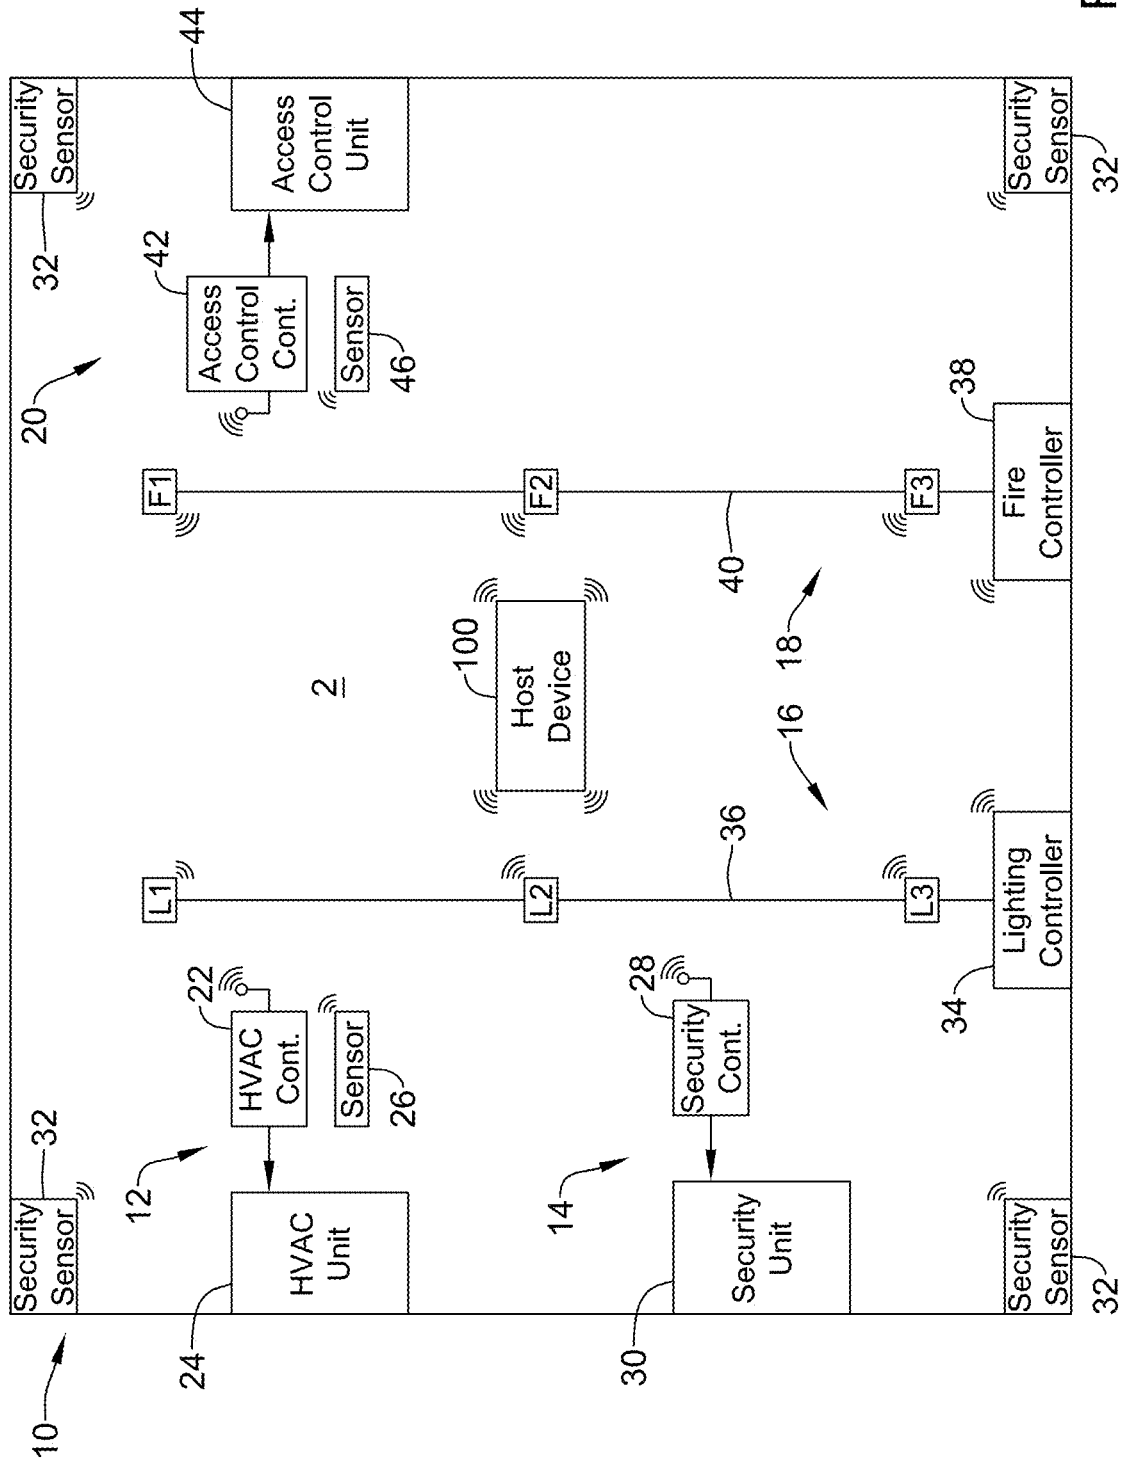 10
Security
Sensor
32
Security
Sensor
32
20
12
HVAC
Unit
24
HVAC
Cont.
22
Sensor
26
L1
2
F1
Access
Control
Cont.
42
Sensor
46
Access
Control
Unit
44
100
Host
Device
L2
F2
14
30
Security
Unit
28
Security
Cont.
36
40
16
18
L3
F3
34
Lighting
Controller
Fire
Controller
38
Security
Sensor
32
Security
Sensor
32